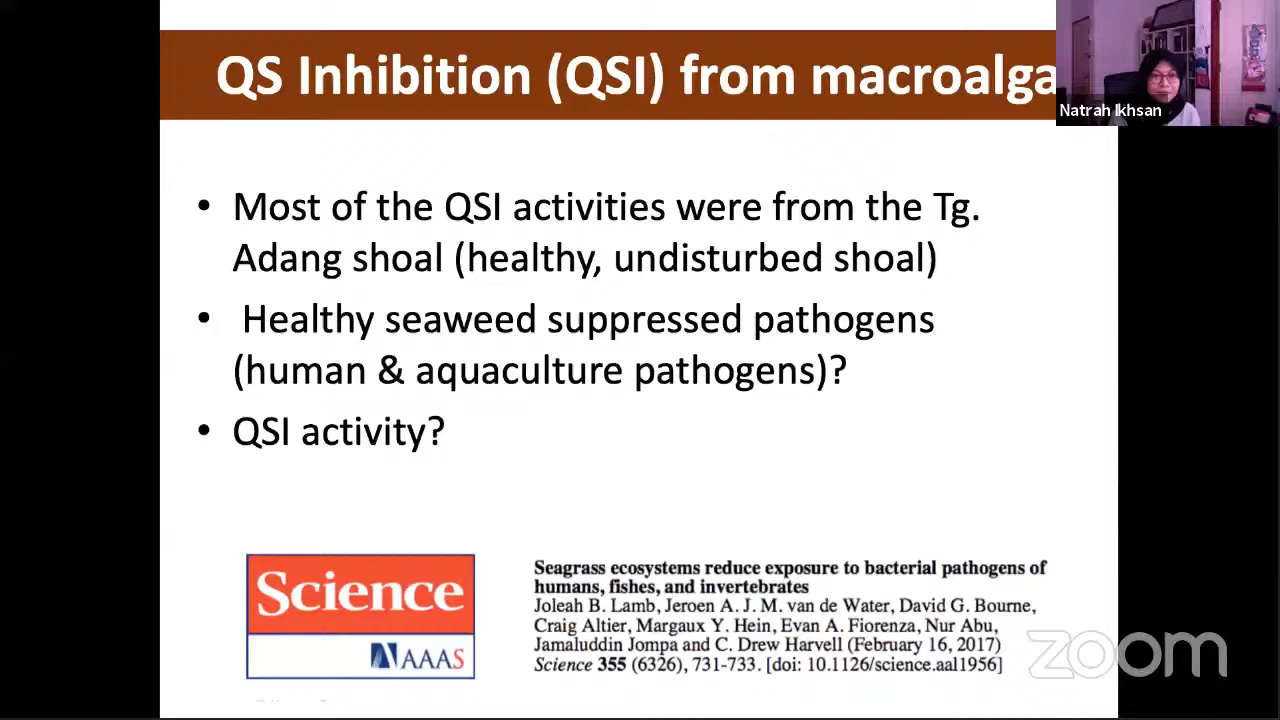 QS Inhibition (QSI) from macroalga
Natrah Ikhsan
• Most of the QSI activities were from the Tg.
Adang shoal (healthy, undisturbed shoal)
• Healthy seaweed suppressed pathogens
(human & aquaculture pathogens)?
• QSI activity?
Science
AAAS
Seagrass ecosystems reduce exposure to bacterial pathogens of
humans, fishes, and invertebrates
Joleah B. Lamb, Jeroen A. J. M. van de Water, David G. Bourne,
Craig Altier, Margaux Y. Hein, Evan A. Fiorenza, Nur Abu,
Jamaluddin Jompa and C. Drew Harvell (February 16, 2017)
Science 355 (6326), 731-733. [doi: 10.1126/science.aal1956]
zoom